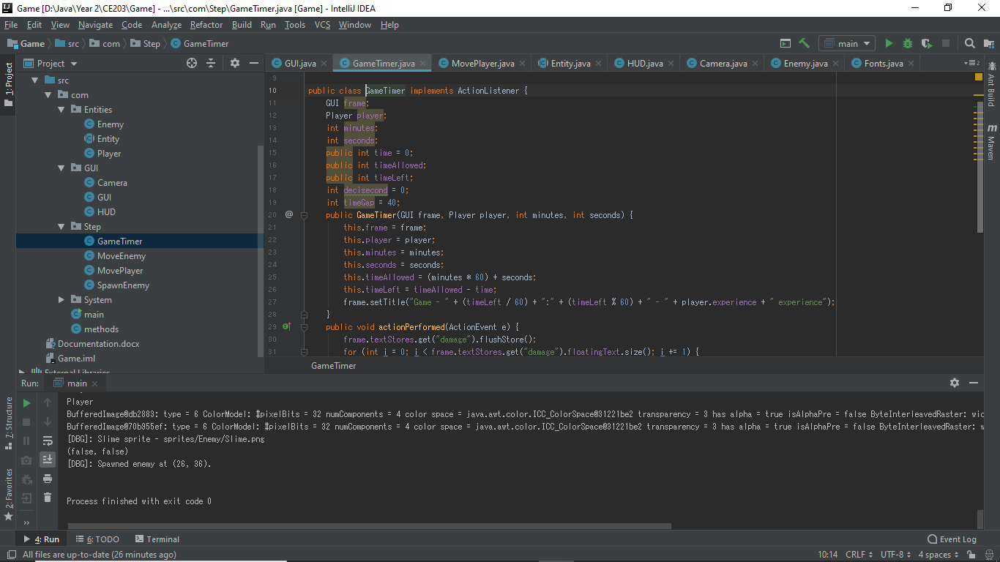 Game [D:\Java\Year 2\CE203\Game] - ...\src\com\Step\GameTimer.java [Game] - IntelliJ IDEA
File Edit View Navigate Code Analyze Refactor Build Run Tools VCS Window Help
Game src com Step GameTimer main
1: Project
Project
src
com
Entities
Enemy
Entity
Player
GUI
Camera
GUI
HUD
Step
GameTimer
MoveEnemy
MovePlayer
SpawnEnemy
System
main
methods
Documentation.docx
Game.iml
External Libraries
GUI.java GameTimer.java MovePlayer.java Entity.java HUD.java Camera.java Enemy.java Fonts.java
9
10 public class GameTimer implements ActionListener {
11 GUI frame;
12 Player player;
13 int minutes;
14 int seconds;
15 public int time = 0;
16 public int timeAllowed;
17 public int timeLeft;
18 int decisecond = 0;
19 int timeGap = 40;
20 @ public GameTimer(GUI frame, Player player, int minutes, int seconds) {
21 this.frame = frame;
22 this.player = player;
23 this.minutes = minutes;
24 this.seconds = seconds;
25 this.timeAllowed = (minutes * 60) + seconds;
26 this.timeLeft = timeAllowed - time;
27 frame.setTitle("Game - " + (timeLeft / 60) + ":" + (timeLeft % 60) + " - " + player.experience + " experience");
28 }
29 public void actionPerformed(ActionEvent e) {
30 frame.textStores.get("damage").flushStore();
31 for (int i = 0; i < frame.textStores.get("damage").floatingText.size(); i += 1) {
GameTimer
Ant Build
Maven
Run: main
Player
BufferedImage@db2883: type = 6 ColorModel: #pixelBits = 32 numComponents = 4 color space = java.awt.color.ICC_ColorSpace@31221be2 transparency = 3 has alpha = true isAlphaPre = false ByteInterleavedRaster: wid
BufferedImage@70b955ef: type = 6 ColorModel: #pixelBits = 32 numComponents = 4 color space = java.awt.color.ICC_ColorSpace@31221be2 transparency = 3 has alpha = true isAlphaPre = false ByteInterleavedRaster: w
[DBG]: Slime sprite - sprites/Enemy/Slime.png
(false, false)
[DBG]: Spawned enemy at (26, 36).
Process finished with exit code 0
7: Structure
2: Favorites
4: Run 6: TODO Terminal Event Log
All files are up-to-date (26 minutes ago) 10:14 CRLF UTF-8 4 spaces